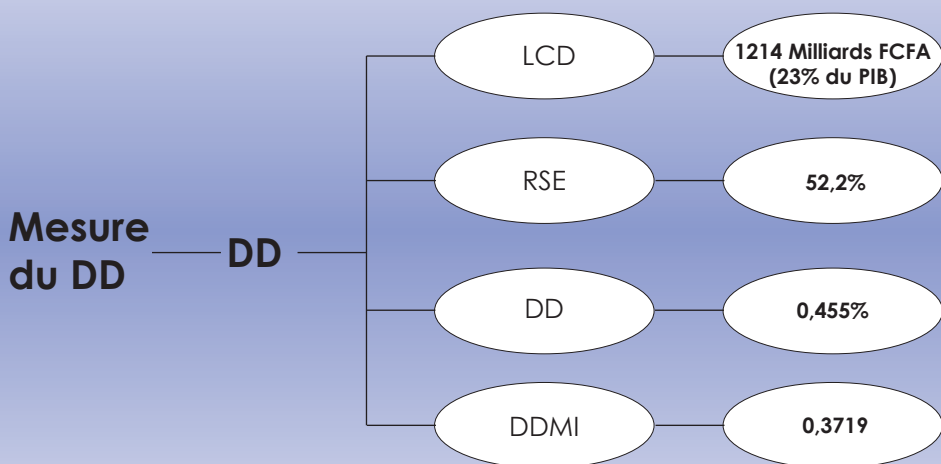 Mesure
du DD
DD
LCD
1214 Milliards FCFA
(23% du PIB)
RSE
52,2%
DD
0,455%
DDMI
0,3719